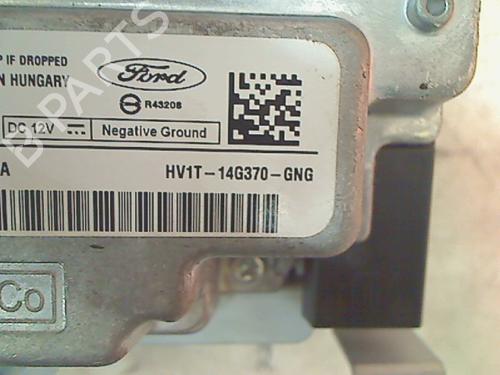 P IF DROPPED
N HUNGARY
Ford
R43208
DC 12V
Negative Ground
A
HV1T-14G370-GNG
Co
B-PARTS